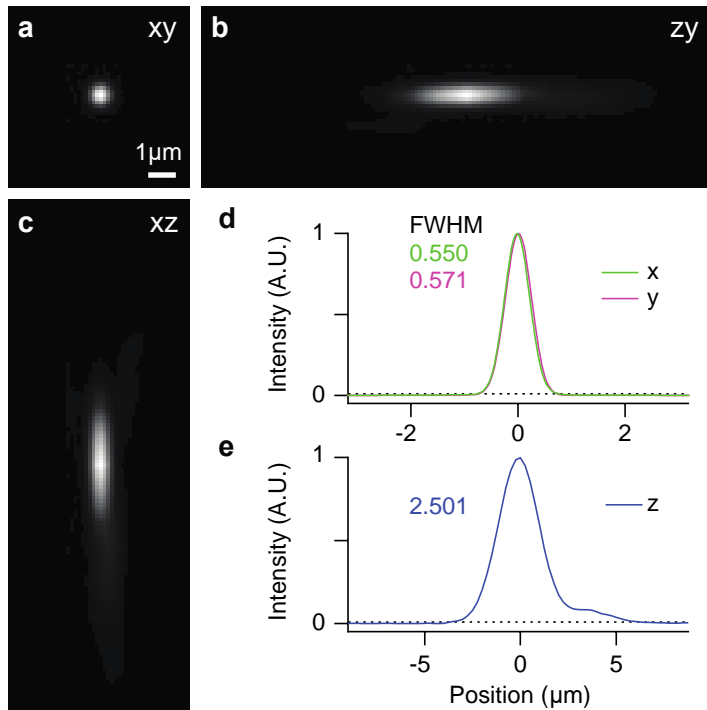 a xy
1µm
b zy
c xz
d
FWHM
0.550
0.571
x
y
Intensity (A.U.)
1
0
-2 0 2
e
2.501
z
Intensity (A.U.)
1
0
-5 0 5
Position (µm)